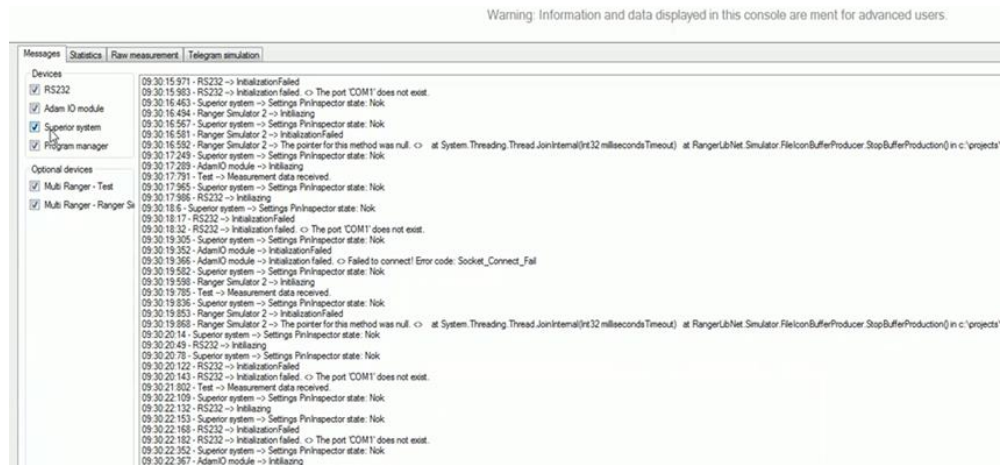 Warning: Information and data displayed in this console are ment for advanced users.
Messages Statistics Raw measurement Telegram simulation
Devices
RS232
Adam IO module
Superior system
Program manager
Optional devices
Multi Ranger - Test
Multi Ranger - Ranger Si
09:30:15:971 - RS232 -> InitializationFailed
09:30:15:983 - RS232 -> Initialization failed. <> The port 'COM1' does not exist.
09:30:16:463 - Superior system -> Settings PinInspector state: Nok
09:30:16:494 - Ranger Simulator 2 -> Initiliazing
09:30:16:567 - Superior system -> Settings PinInspector state: Nok
09:30:16:581 - Ranger Simulator 2 -> InitializationFailed
09:30:16:592 - Ranger Simulator 2 -> The pointer for this method was null. <> at System.Threading.Thread.JoinInternal(Int32 millisecondsTimeout) at RangerLibNet.Simulator.FileIconBufferProducer.StopBufferProduction() in c:\projects\
09:30:17:249 - Superior system -> Settings PinInspector state: Nok
09:30:17:289 - AdamIO module -> Initiliazing
09:30:17:791 - Test -> Measurement data received.
09:30:17:965 - Superior system -> Settings PinInspector state: Nok
09:30:17:986 - RS232 -> Initiliazing
09:30:18:6 - Superior system -> Settings PinInspector state: Nok
09:30:18:17 - RS232 -> InitializationFailed
09:30:18:32 - RS232 -> Initialization failed. <> The port 'COM1' does not exist.
09:30:19:305 - Superior system -> Settings PinInspector state: Nok
09:30:19:352 - AdamIO module -> InitializationFailed
09:30:19:366 - AdamIO module -> Initialization failed. <> Failed to connect! Error code: Socket_Connect_Fail
09:30:19:582 - Superior system -> Settings PinInspector state: Nok
09:30:19:598 - Ranger Simulator 2 -> Initiliazing
09:30:19:785 - Test -> Measurement data received.
09:30:19:836 - Superior system -> Settings PinInspector state: Nok
09:30:19:853 - Ranger Simulator 2 -> InitializationFailed
09:30:19:868 - Ranger Simulator 2 -> The pointer for this method was null. <> at System.Threading.Thread.JoinInternal(Int32 millisecondsTimeout) at RangerLibNet.Simulator.FileIconBufferProducer.StopBufferProduction() in c:\projects\
09:30:20:14 - Superior system -> Settings PinInspector state: Nok
09:30:20:49 - RS232 -> Initiliazing
09:30:20:78 - Superior system -> Settings PinInspector state: Nok
09:30:20:122 - RS232 -> InitializationFailed
09:30:20:143 - RS232 -> Initialization failed. <> The port 'COM1' does not exist.
09:30:21:802 - Test -> Measurement data received.
09:30:22:109 - Superior system -> Settings PinInspector state: Nok
09:30:22:132 - RS232 -> Initiliazing
09:30:22:153 - Superior system -> Settings PinInspector state: Nok
09:30:22:168 - RS232 -> InitializationFailed
09:30:22:182 - RS232 -> Initialization failed. <> The port 'COM1' does not exist.
09:30:22:352 - Superior system -> Settings PinInspector state: Nok
09:30:22:367 - AdamIO module -> Initiliazing